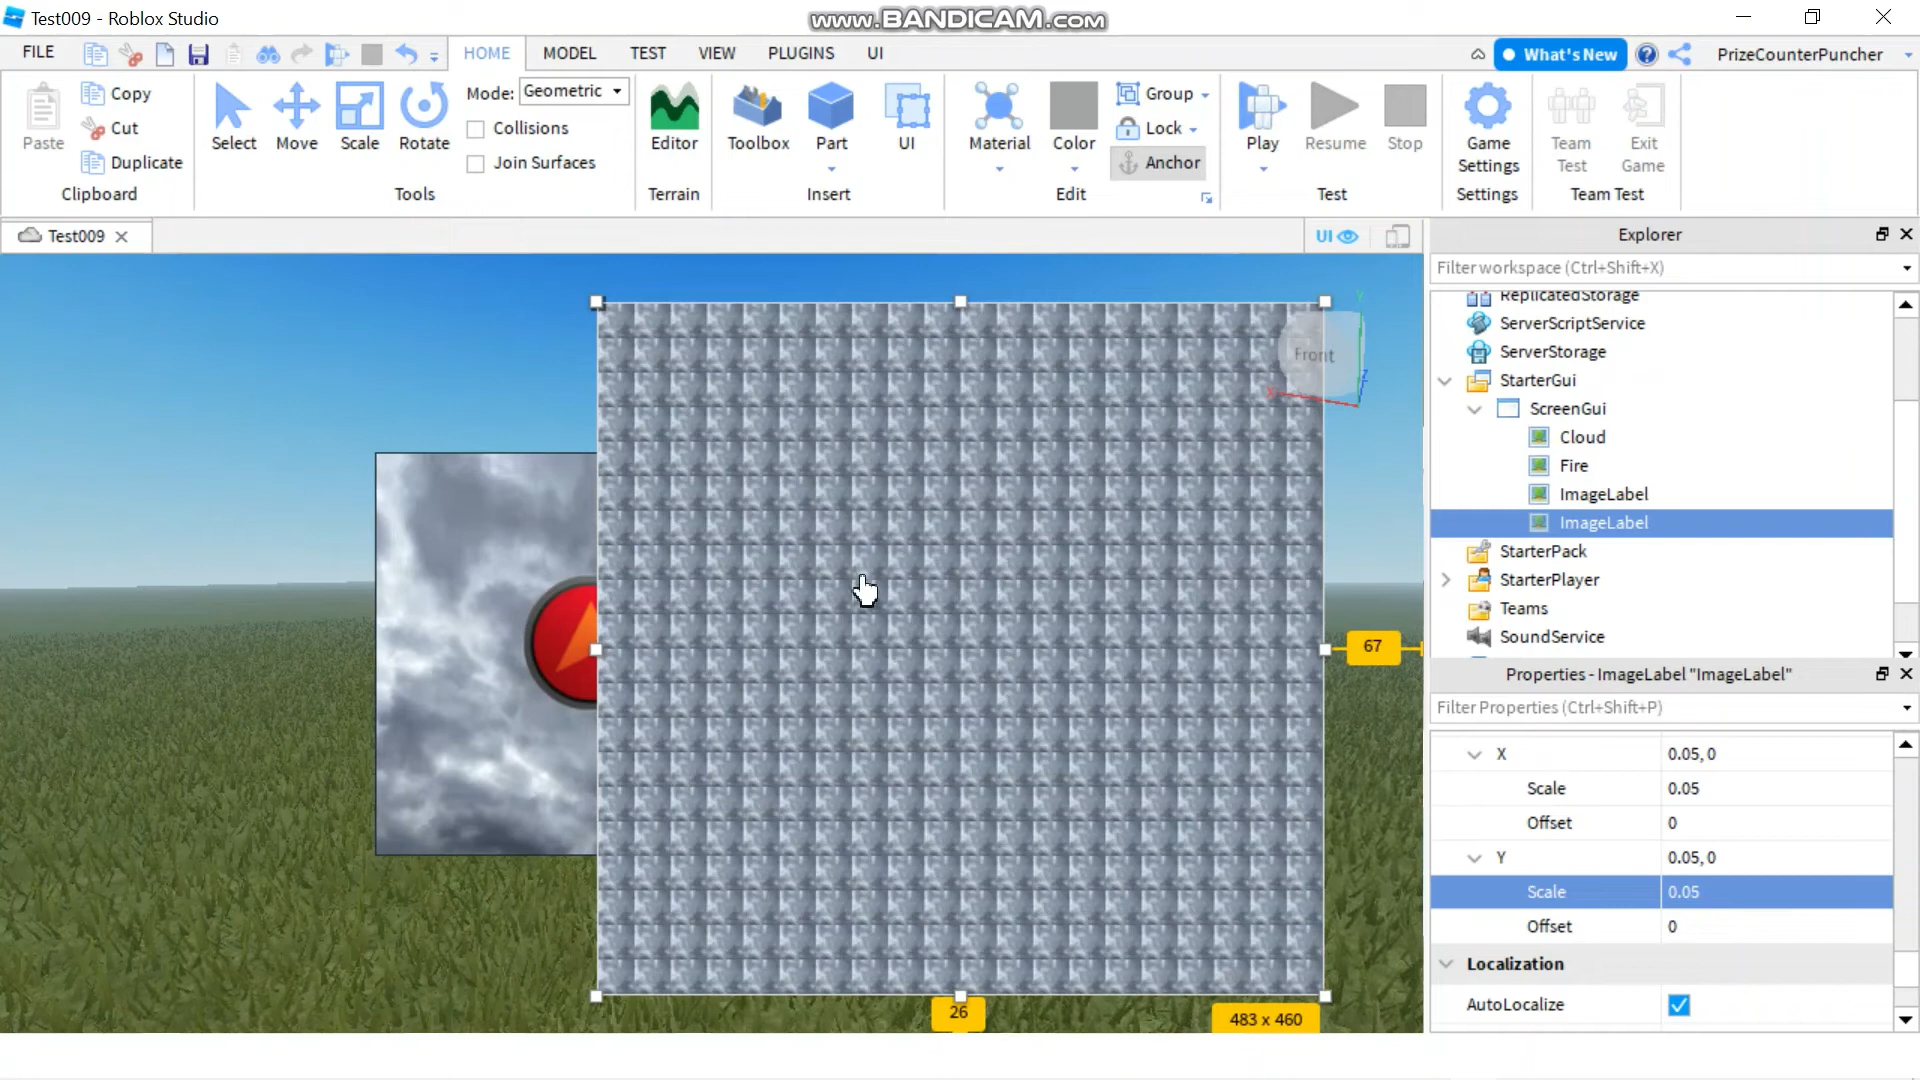 Test009 - Roblox Studio
www.BANDICAM.com
FILE
HOME
MODEL
TEST
VIEW
PLUGINS
UI
What's New
PrizeCounterPuncher
Paste
Copy
Cut
Duplicate
Clipboard
Select
Move
Scale
Rotate
Mode: Geometric
Collisions
Join Surfaces
Tools
Editor
Terrain
Toolbox
Part
UI
Insert
Material
Color
Group
Lock
Anchor
Edit
Play
Resume
Stop
Test
Game Settings
Settings
Team Test
Exit Game
Team Test
Test009
UI
Front
X
Y
Z
67
26
483 x 460
Explorer
Filter workspace (Ctrl+Shift+X)
ReplicatedStorage
ServerScriptService
ServerStorage
StarterGui
ScreenGui
Cloud
Fire
ImageLabel
ImageLabel
StarterPack
StarterPlayer
Teams
SoundService
Properties - ImageLabel "ImageLabel"
Filter Properties (Ctrl+Shift+P)
X 0.05, 0
Scale 0.05
Offset 0
Y 0.05, 0
Scale 0.05
Offset 0
Localization
AutoLocalize